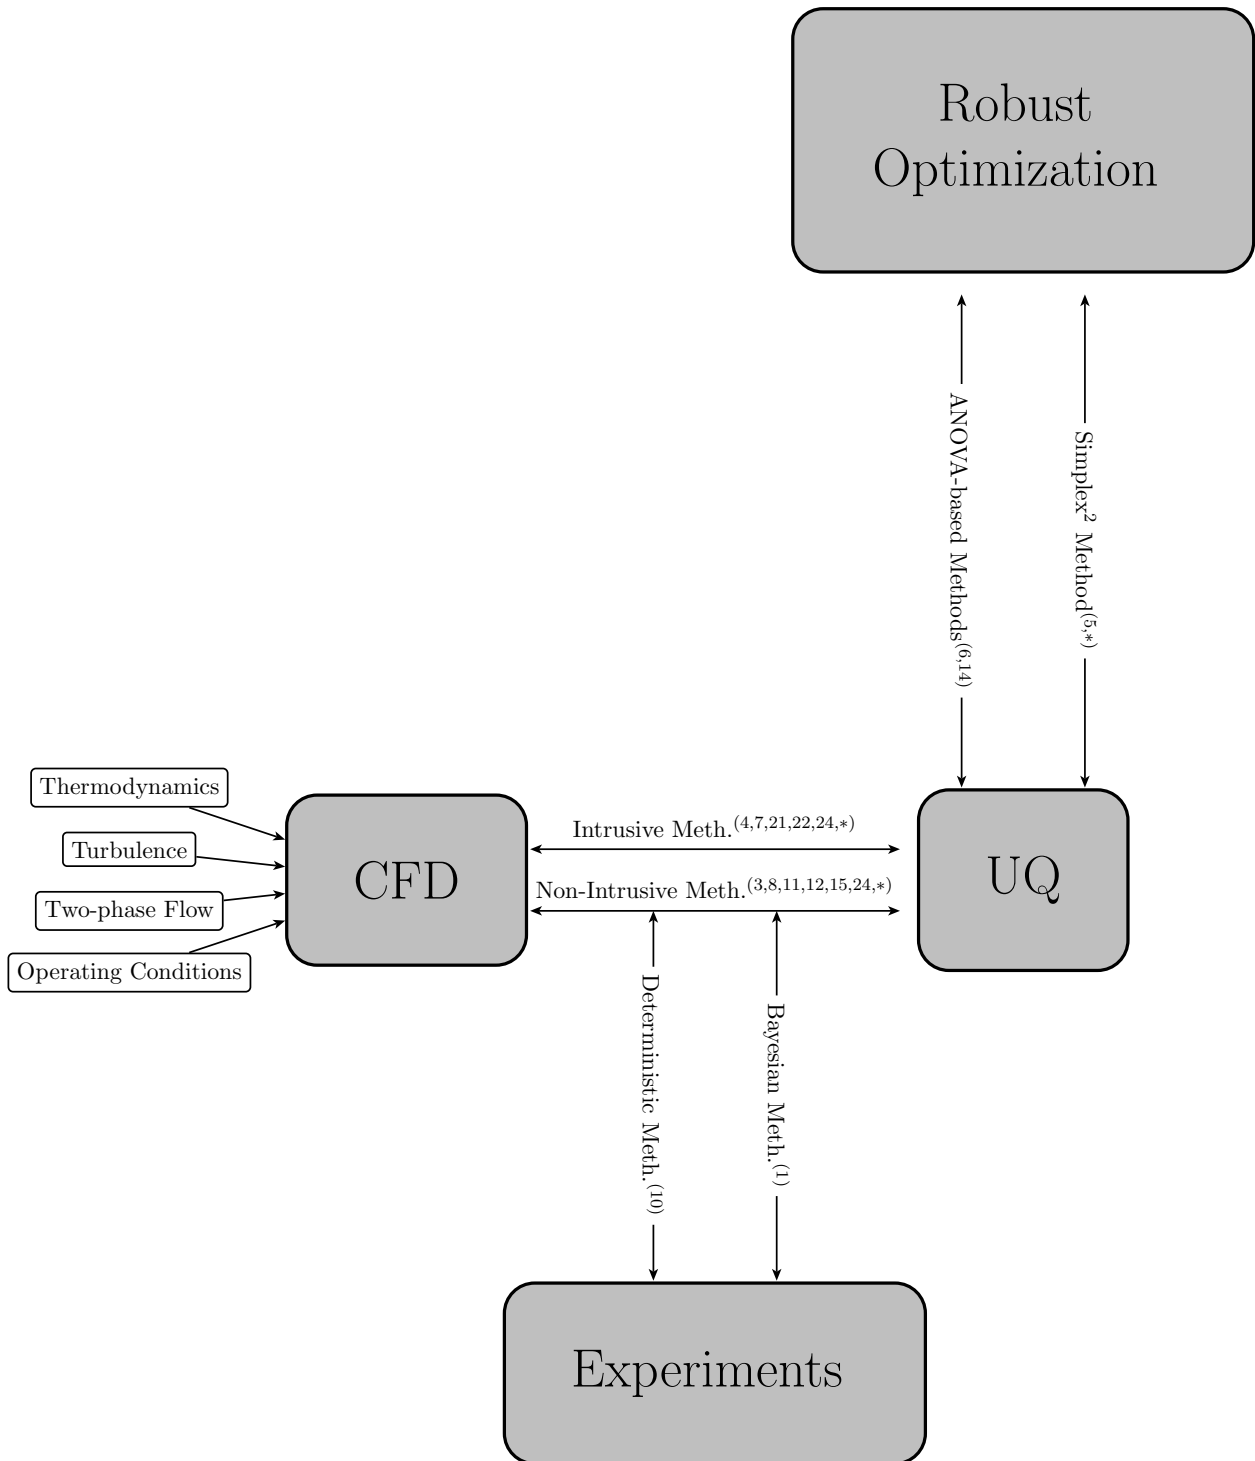 Robust
Optimization
ANOVA-based Methods(6,14)
Simplex2 Method(5,*)
Thermodynamics
Turbulence
Two-phase Flow
Operating Conditions
CFD
Intrusive Meth.(4,7,21,22,24,*)
Non-Intrusive Meth.(3,8,11,12,15,24,*)
UQ
Deterministic Meth.(10)
Bayesian Meth.(1)
Experiments